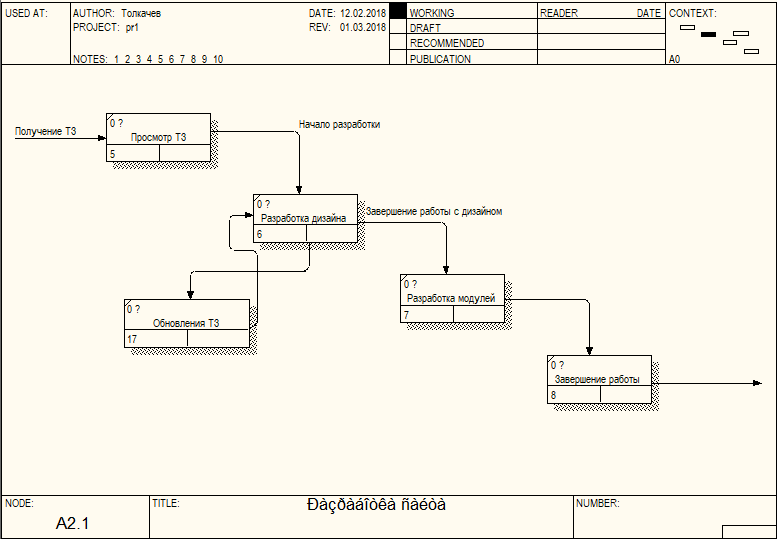 USED AT:
AUTHOR: Толкачев
DATE: 12.02.2018
WORKING
READER
DATE
CONTEXT:
PROJECT: pr1
REV: 01.03.2018
DRAFT
RECOMMENDED
NOTES: 1 2 3 4 5 6 7 8 9 10
PUBLICATION
A0
Получение ТЗ
0 ?
Просмотр ТЗ
5
Начало разработки
0 ?
Разработка дизайна
6
Завершение работы с дизайном
0 ?
Обновления ТЗ
17
0 ?
Разработка модулей
7
0 ?
Завершение работы
8
NODE:
A2.1
TITLE:
Ðàçðàáîòêà ñàéòà
NUMBER: